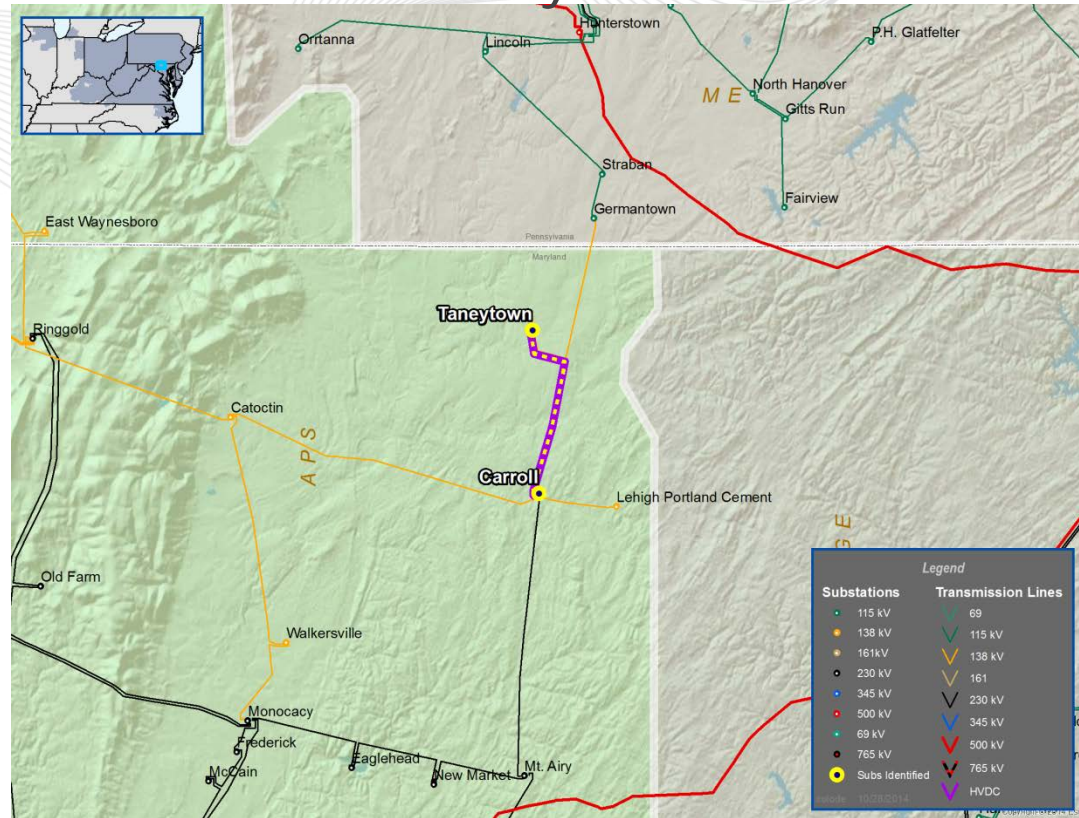 Hunterstown
Orrtanna
Lincoln
P.H. Glatfelter
North Hanover
M E
Gitts Run
Straban
Fairview
Germantown
East Waynesboro
Pennsylvania
Maryland
Taneytown
Ringgold
Catoctin
A P S
Carroll
Lehigh Portland Cement
G E
Old Farm
Walkersville
Monocacy
Frederick
McCain
Eaglehead
New Market
Mt. Airy
Legend
Substations
Transmission Lines
115 kV
69
138 kV
115 kV
161kV
138 kV
230 kV
161
345 kV
230 kV
500 kV
345 kV
69 kV
500 kV
765 kV
765 kV
Subs Identified
HVDC
10/28/2014